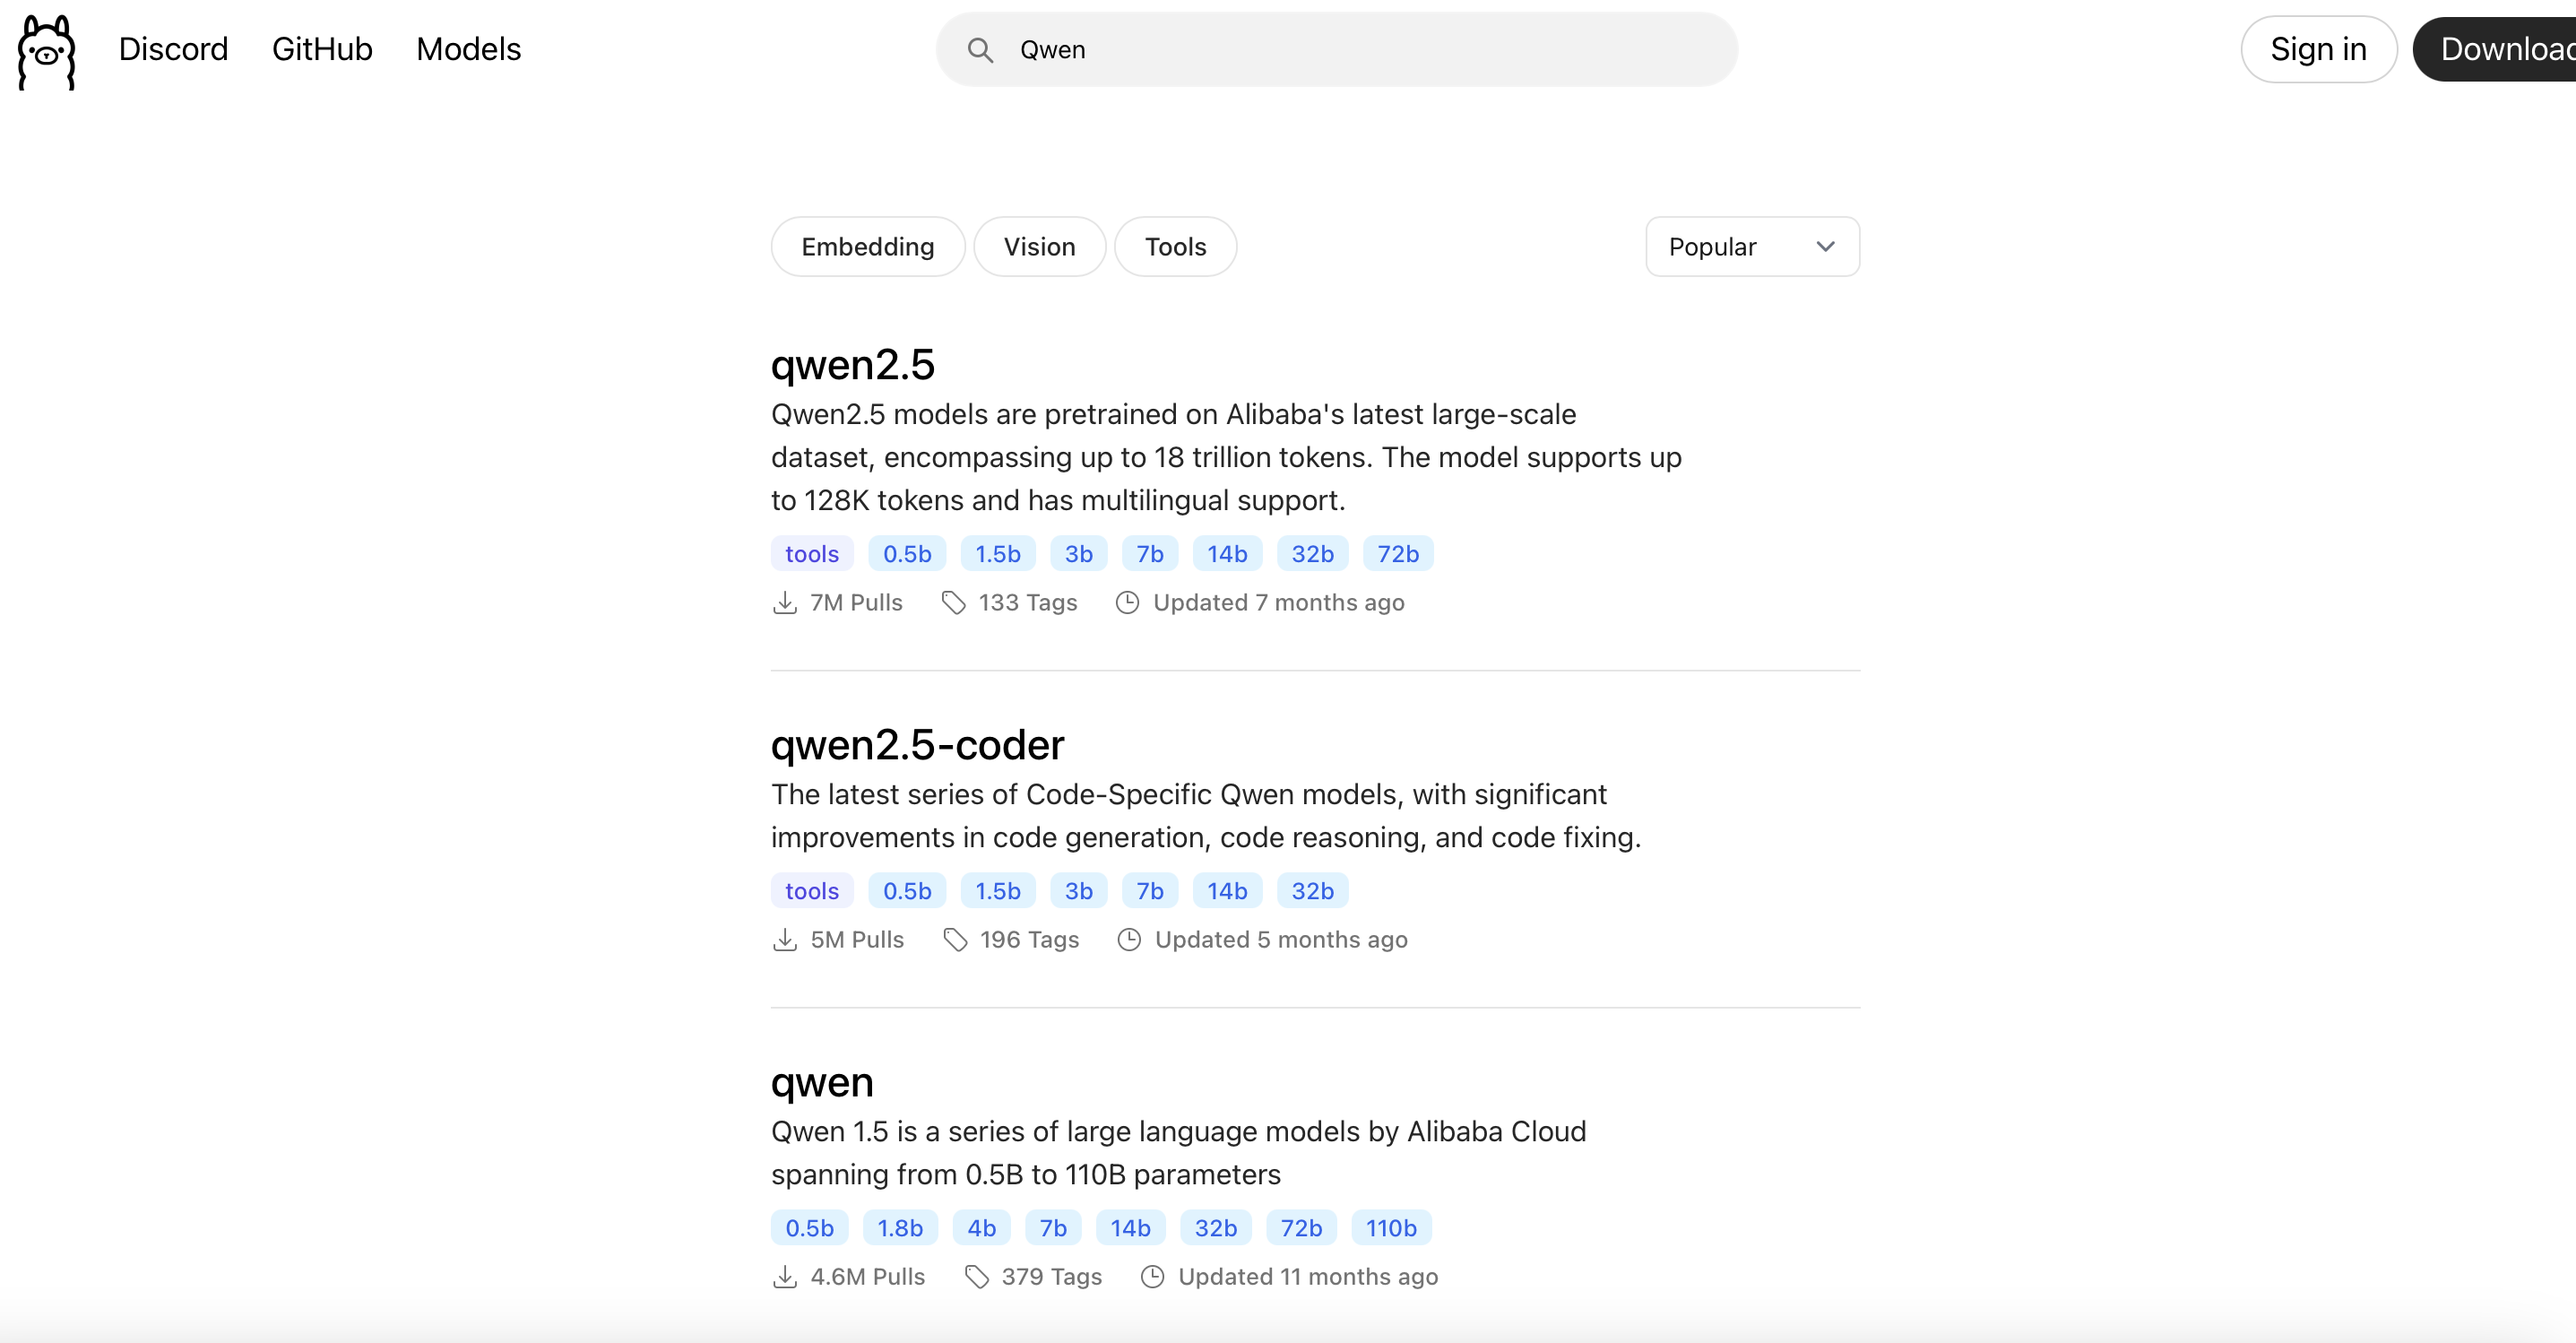 Discord GitHub Models Qwen Sign in Download
Embedding Vision Tools Popular
qwen2.5
Qwen2.5 models are pretrained on Alibaba's latest large-scale
dataset, encompassing up to 18 trillion tokens. The model supports up
to 128K tokens and has multilingual support.
tools 0.5b 1.5b 3b 7b 14b 32b 72b
7M Pulls 133 Tags Updated 7 months ago
qwen2.5-coder
The latest series of Code-Specific Qwen models, with significant
improvements in code generation, code reasoning, and code fixing.
tools 0.5b 1.5b 3b 7b 14b 32b
5M Pulls 196 Tags Updated 5 months ago
qwen
Qwen 1.5 is a series of large language models by Alibaba Cloud
spanning from 0.5B to 110B parameters
0.5b 1.8b 4b 7b 14b 32b 72b 110b
4.6M Pulls 379 Tags Updated 11 months ago